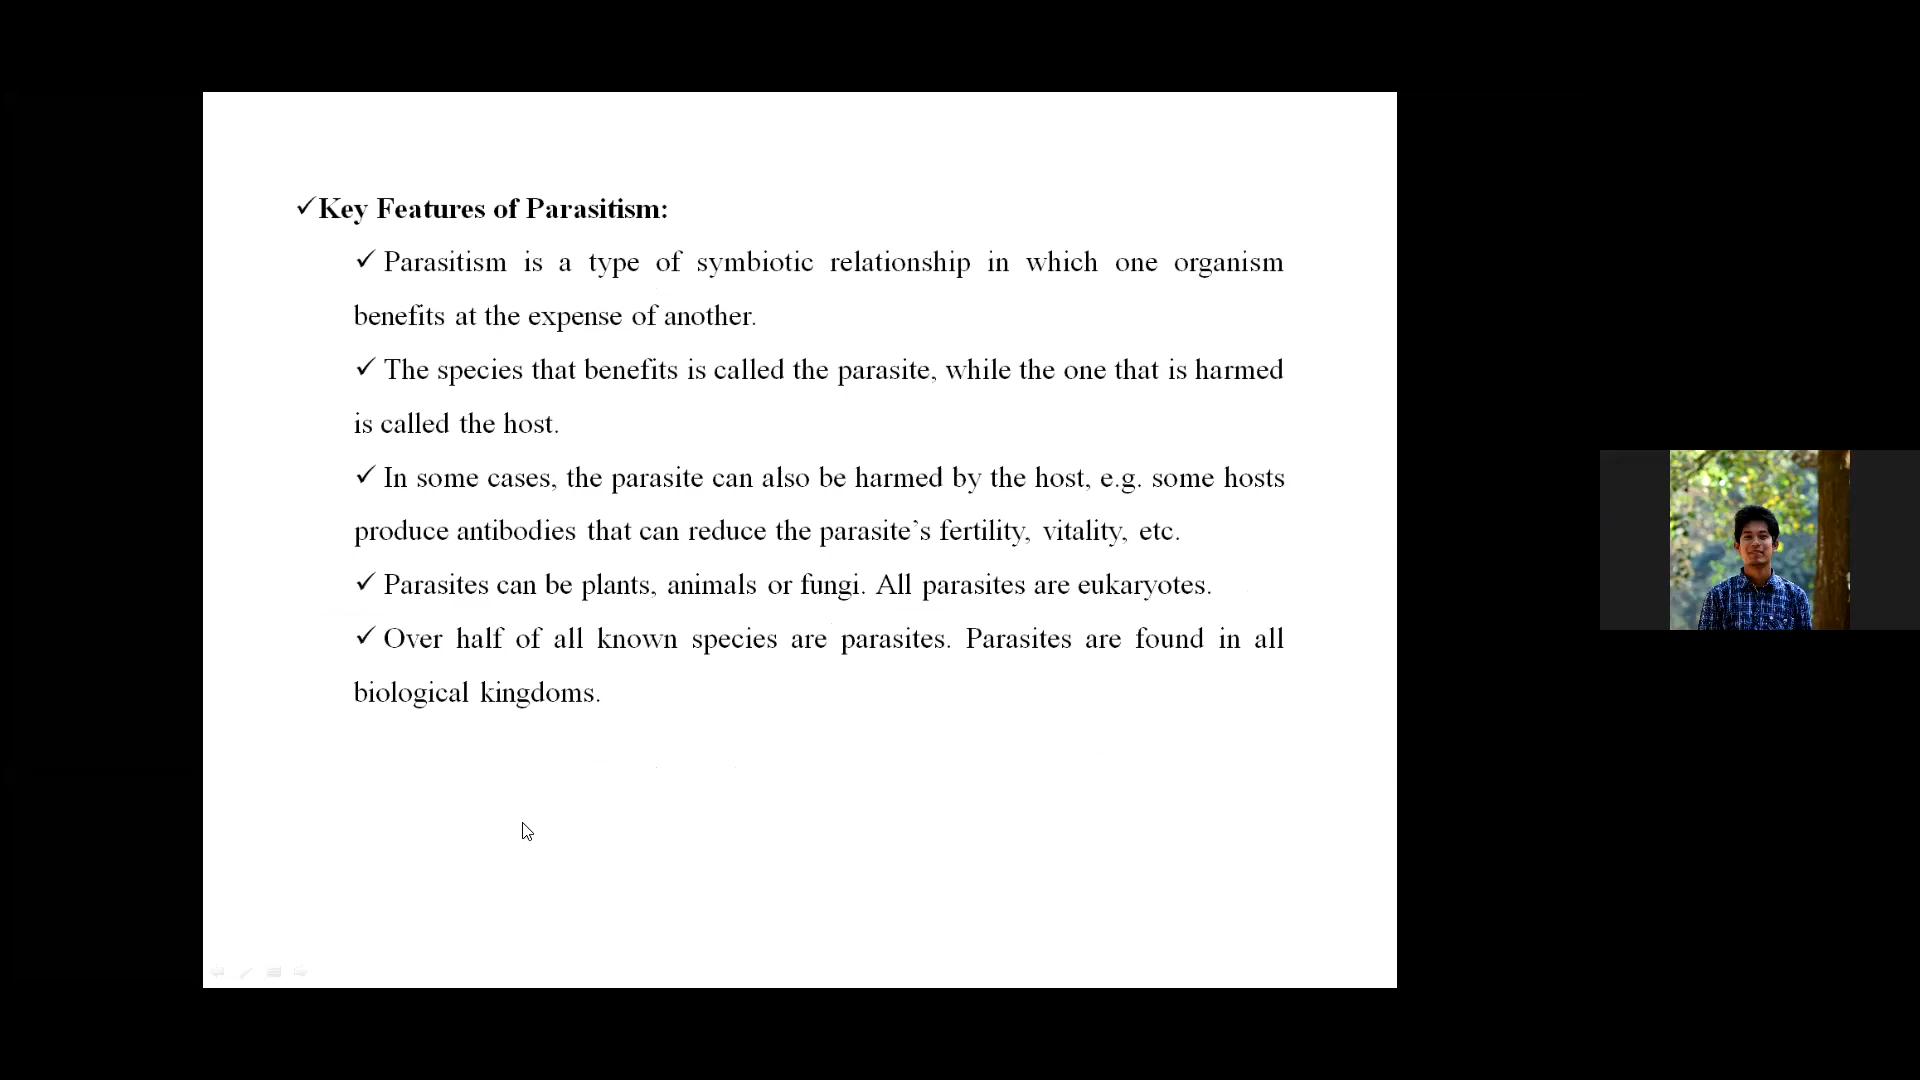 ✓Key Features of Parasitism:
✓ Parasitism is a type of symbiotic relationship in which one organism
benefits at the expense of another.
✓ The species that benefits is called the parasite, while the one that is harmed
is called the host.
✓ In some cases, the parasite can also be harmed by the host, e.g. some hosts
produce antibodies that can reduce the parasite’s fertility, vitality, etc.
✓ Parasites can be plants, animals or fungi. All parasites are eukaryotes.
✓ Over half of all known species are parasites. Parasites are found in all
biological kingdoms.